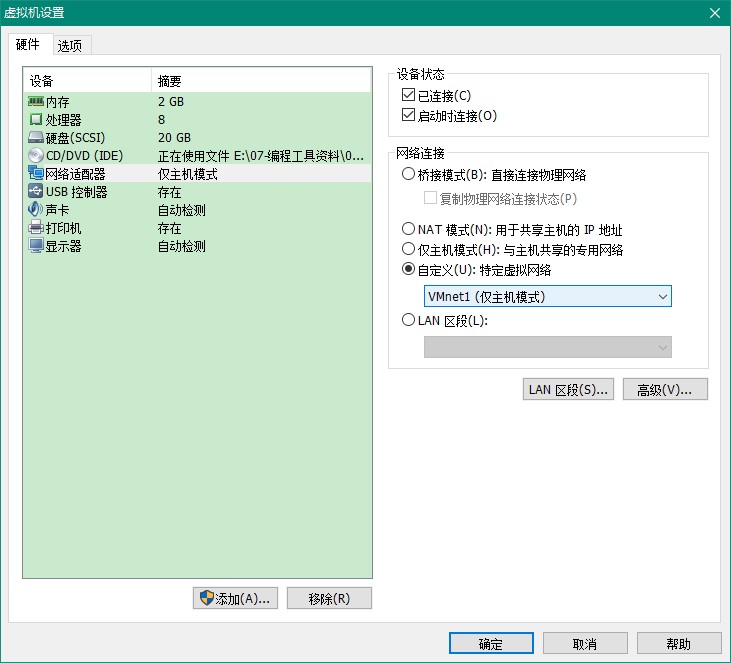 虚拟机设置
硬件 选项
设备 摘要
内存 2 GB
处理器 8
硬盘(SCSI) 20 GB
CD/DVD (IDE) 正在使用文件 E:\07-编程工具资料\0...
网络适配器 仅主机模式
USB 控制器 存在
声卡 自动检测
打印机 存在
显示器 自动检测
添加(A)... 移除(R)
设备状态
已连接(C)
启动时连接(O)
网络连接
桥接模式(B): 直接连接物理网络
复制物理网络连接状态(P)
NAT 模式(N): 用于共享主机的 IP 地址
仅主机模式(H): 与主机共享的专用网络
自定义(U): 特定虚拟网络
VMnet1 (仅主机模式)
LAN 区段(L):
LAN 区段(S)... 高级(V)...
确定 取消 帮助